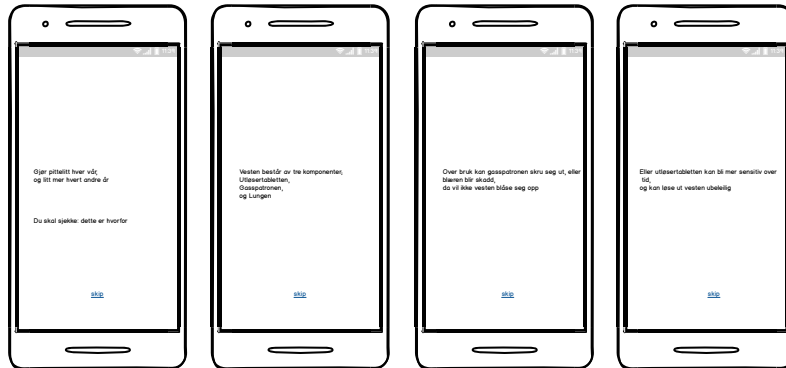 11:54
Gjør pittelitt hver vår,
og litt mer hvert andre år
Du skal sjekke: dette er hvorfor
skip
Vesten består av tre komponenter,
Utløsertabletten,
Gasspatronen,
og Lungen
skip
Over bruk kan gasspatronen skru seg ut, eller
blæren blir skadd,
da vil ikke vesten blåse seg opp
skip
Eller utløsertabletten kan bli mer sensitiv over
tid,
og kan løse ut vesten ubeleilig
skip